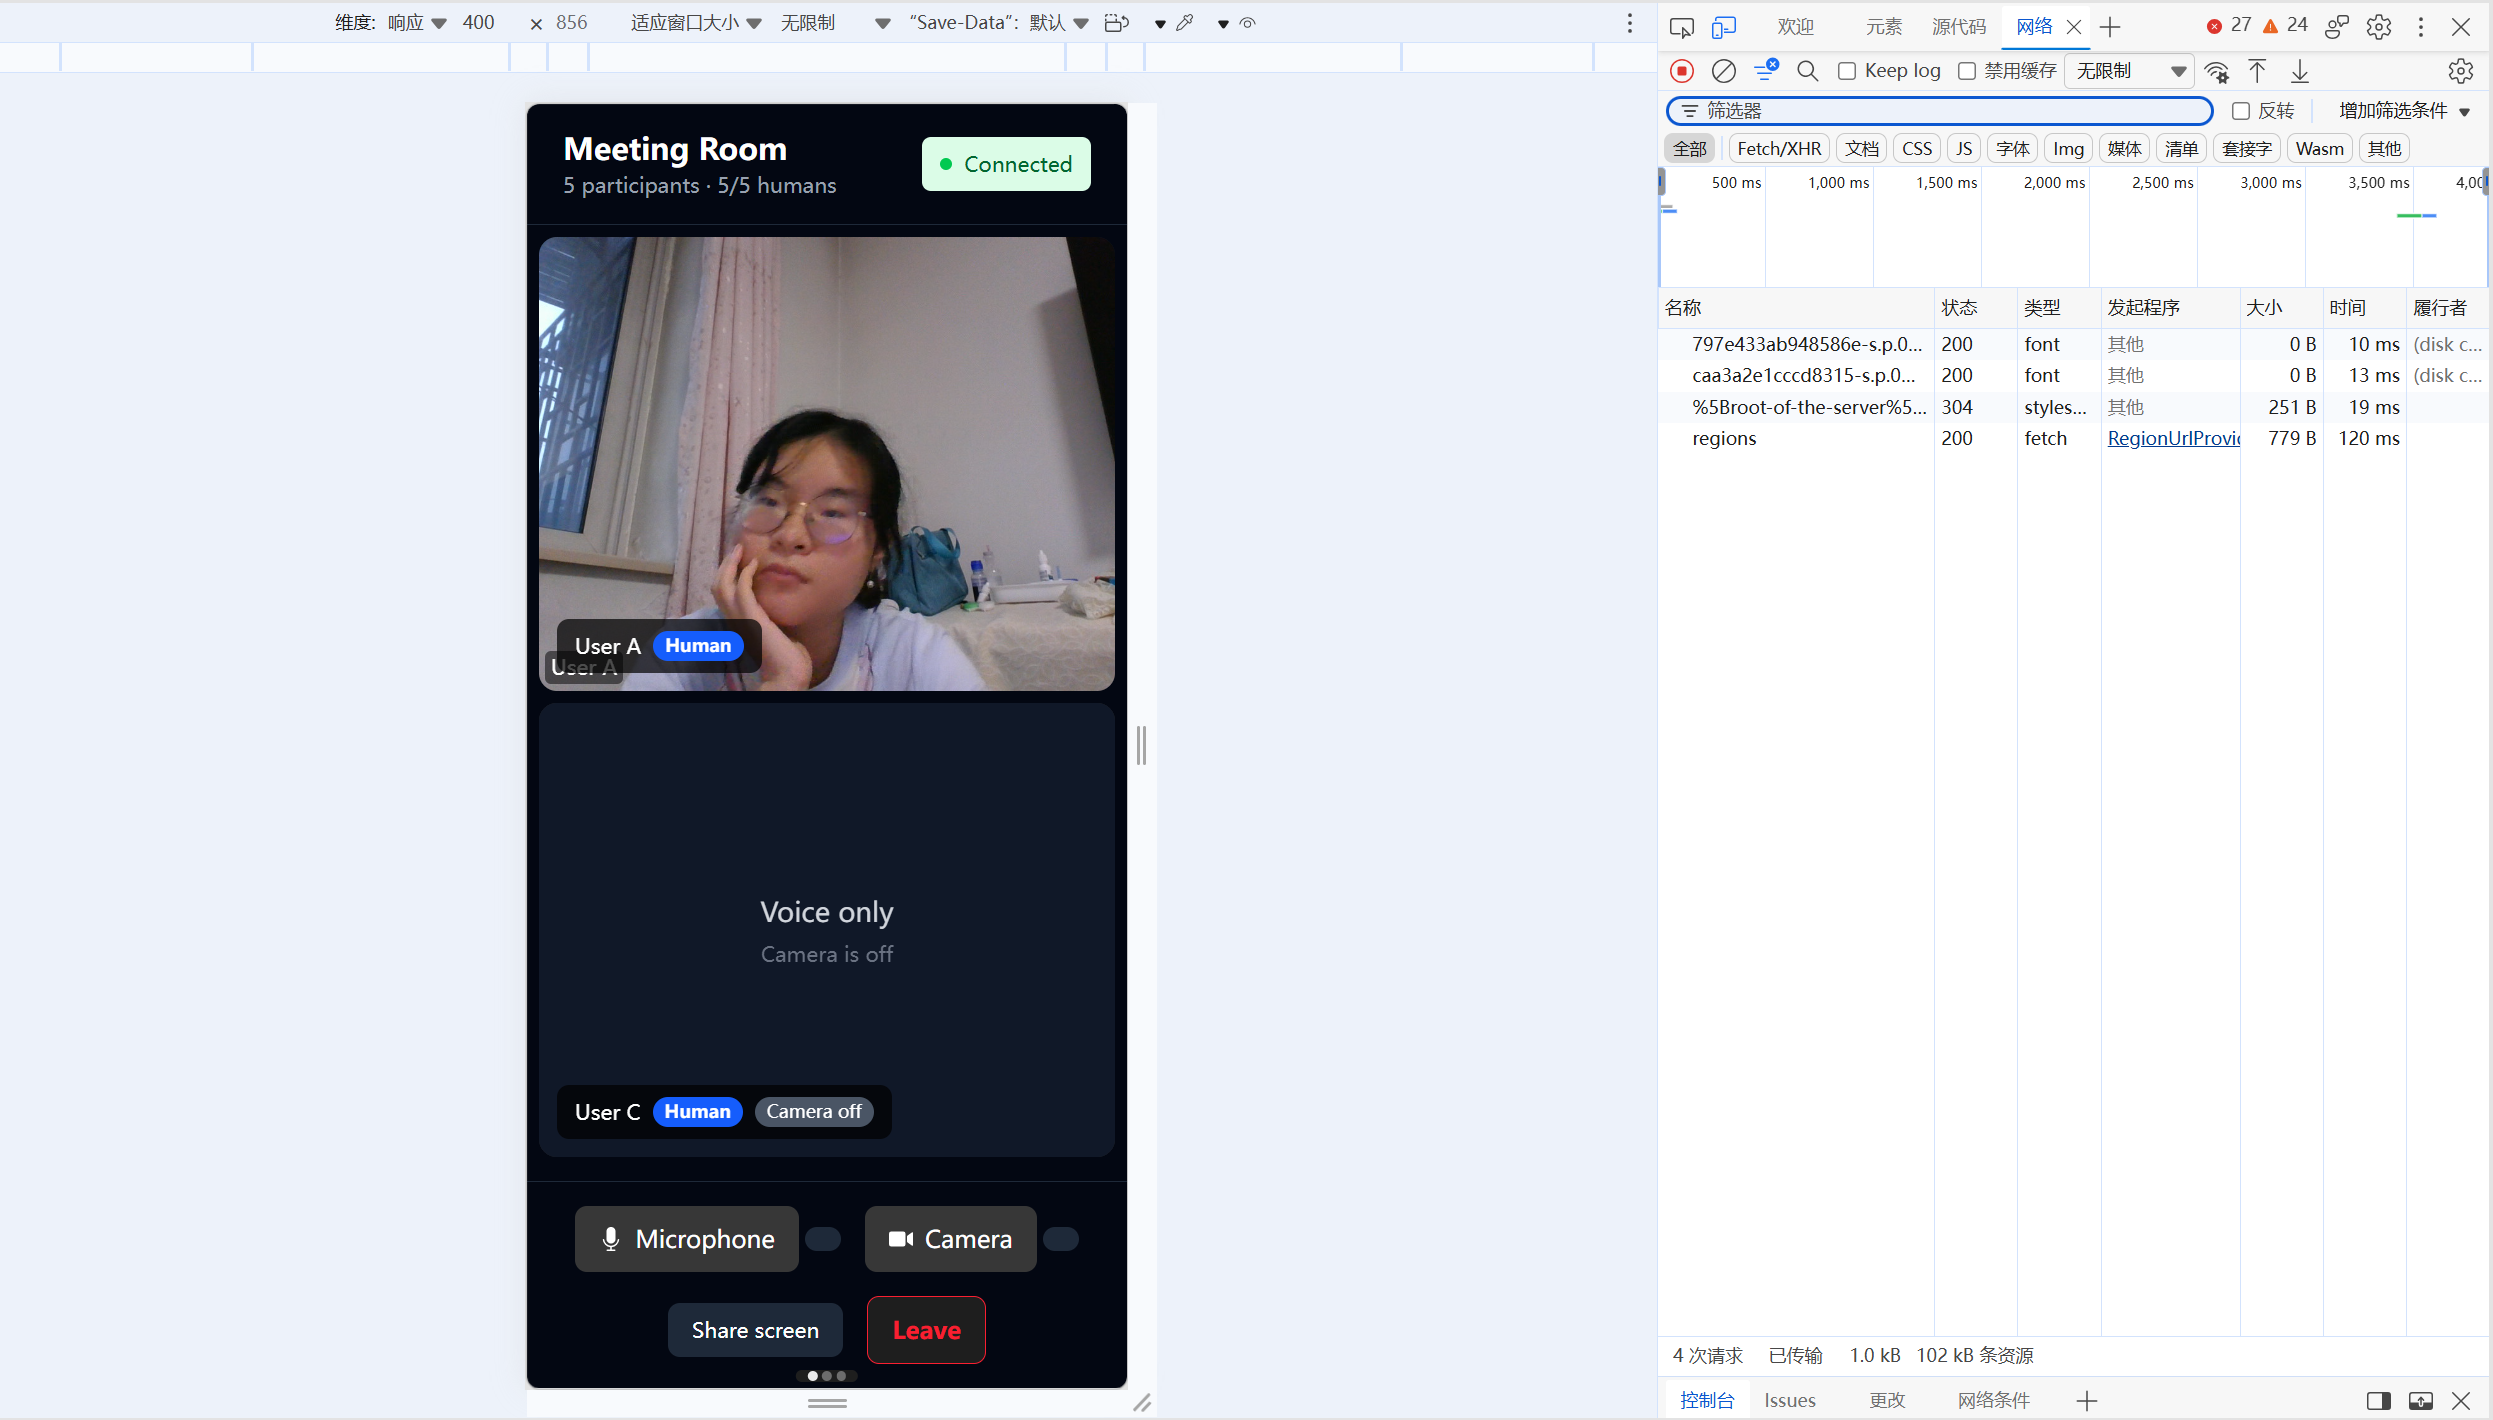 维度: 响应 400 × 856 适应窗口大小 无限制 “Save-Data”: 默认
Meeting Room
5 participants · 5/5 humans
Connected
User A Human
User A
Voice only
Camera is off
User C Human Camera off
Microphone Camera
Share screen Leave
欢迎 元素 源代码 网络 27 24
Keep log 禁用缓存 无限制
筛选器 反转 增加筛选条件
全部 Fetch/XHR 文档 CSS JS 字体 Img 媒体 清单 套接字 Wasm 其他
500 ms 1,000 ms 1,500 ms 2,000 ms 2,500 ms 3,000 ms 3,500 ms 4,00
名称 状态 类型 发起程序 大小 时间 履行者
797e433ab948586e-s.p.0... 200 font 其他 0 B 10 ms (disk c...
caa3a2e1cccd8315-s.p.0... 200 font 其他 0 B 13 ms (disk c...
%5Broot-of-the-server%5... 304 styles... 其他 251 B 19 ms
regions 200 fetch RegionUrlProvi 779 B 120 ms
4 次请求 已传输 1.0 kB 102 kB 条资源
控制台 Issues 更改 网络条件